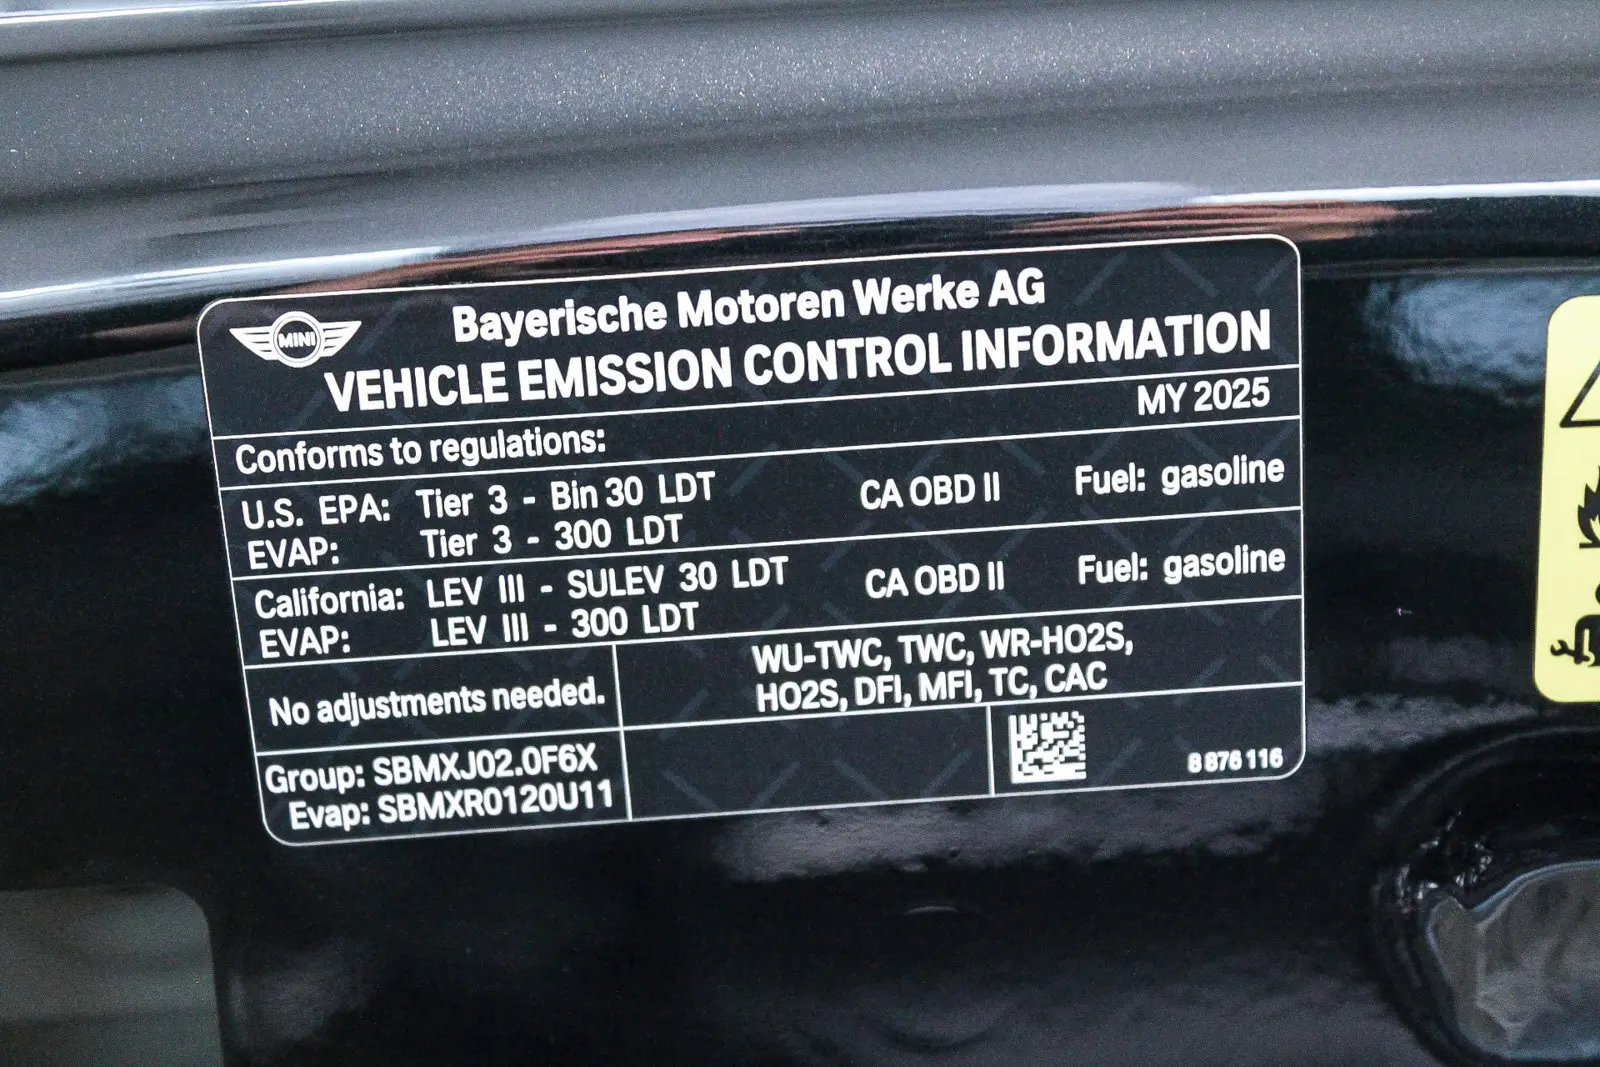 MINI
Bayerische Motoren Werke AG
VEHICLE EMISSION CONTROL INFORMATION
Conforms to regulations: MY 2025
U.S. EPA: Tier 3 - Bin 30 LDT CA OBD II Fuel: gasoline
EVAP: Tier 3 - 300 LDT
California: LEV III - SULEV 30 LDT CA OBD II Fuel: gasoline
EVAP: LEV III - 300 LDT
No adjustments needed.
WU-TWC, TWC, WR-HO2S,
HO2S, DFI, MFI, TC, CAC
Group: SBMXJ02.0F6X
Evap: SBMXR0120U11
8 876 116